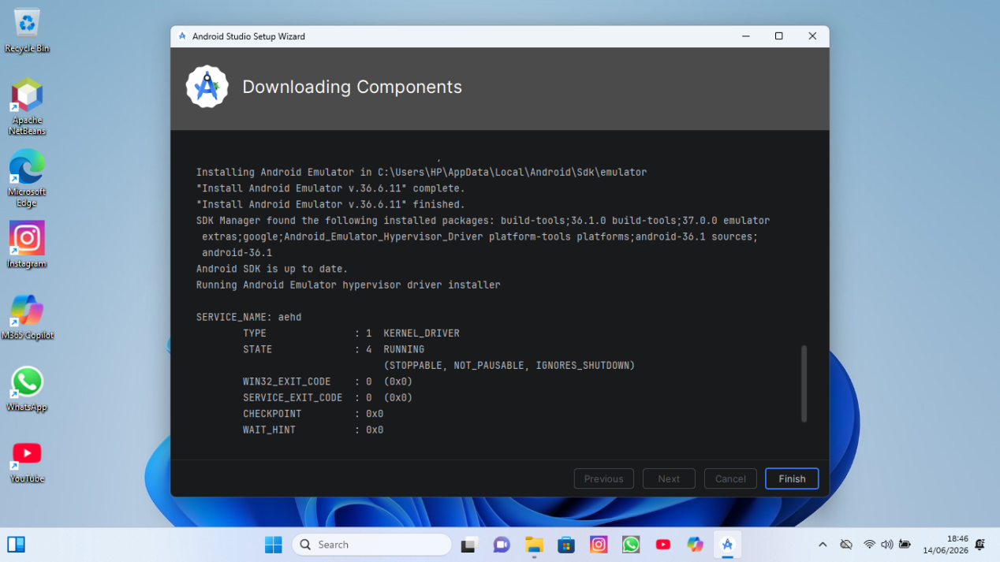 Recycle Bin
Apache
NetBeans
Microsoft
Edge
Instagram
M365 Copilot
WhatsApp
YouTube
Android Studio Setup Wizard
Downloading Components
Installing Android Emulator in C:\Users\HP\AppData\Local\Android\Sdk\emulator
"Install Android Emulator v.36.6.11" complete.
"Install Android Emulator v.36.6.11" finished.
SDK Manager found the following installed packages: build-tools;36.1.0 build-tools;37.0.0 emulator
extras;google;Android_Emulator_Hypervisor_Driver platform-tools platforms;android-36.1 sources;
android-36.1
Android SDK is up to date.
Running Android Emulator hypervisor driver installer
SERVICE_NAME: aehd
TYPE : 1 KERNEL_DRIVER
STATE : 4 RUNNING
(STOPPABLE, NOT_PAUSABLE, IGNORES_SHUTDOWN)
WIN32_EXIT_CODE : 0 (0x0)
SERVICE_EXIT_CODE : 0 (0x0)
CHECKPOINT : 0x0
WAIT_HINT : 0x0
Previous Next Cancel Finish
Search
18:46
14/06/2026